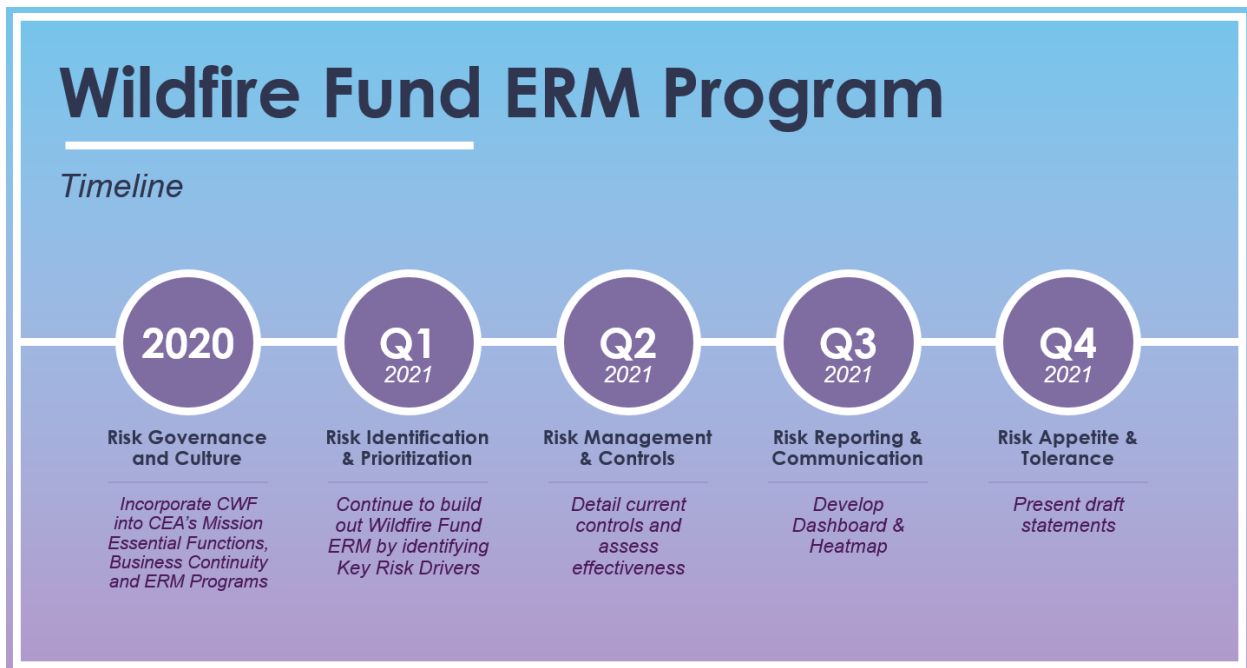 Wildfire Fund ERM Program
Timeline
2020
Q1
2021
Q2
2021
Q3
2021
Q4
2021
Risk Governance
and Culture
Incorporate CWF
into CEA’s Mission
Essential Functions,
Business Continuity
and ERM Programs
Risk Identification
& Prioritization
Continue to build
out Wildfire Fund
ERM by identifying
Key Risk Drivers
Risk Management
& Controls
Detail current
controls and
assess
effectiveness
Risk Reporting &
Communication
Develop
Dashboard &
Heatmap
Risk Appetite &
Tolerance
Present draft
statements